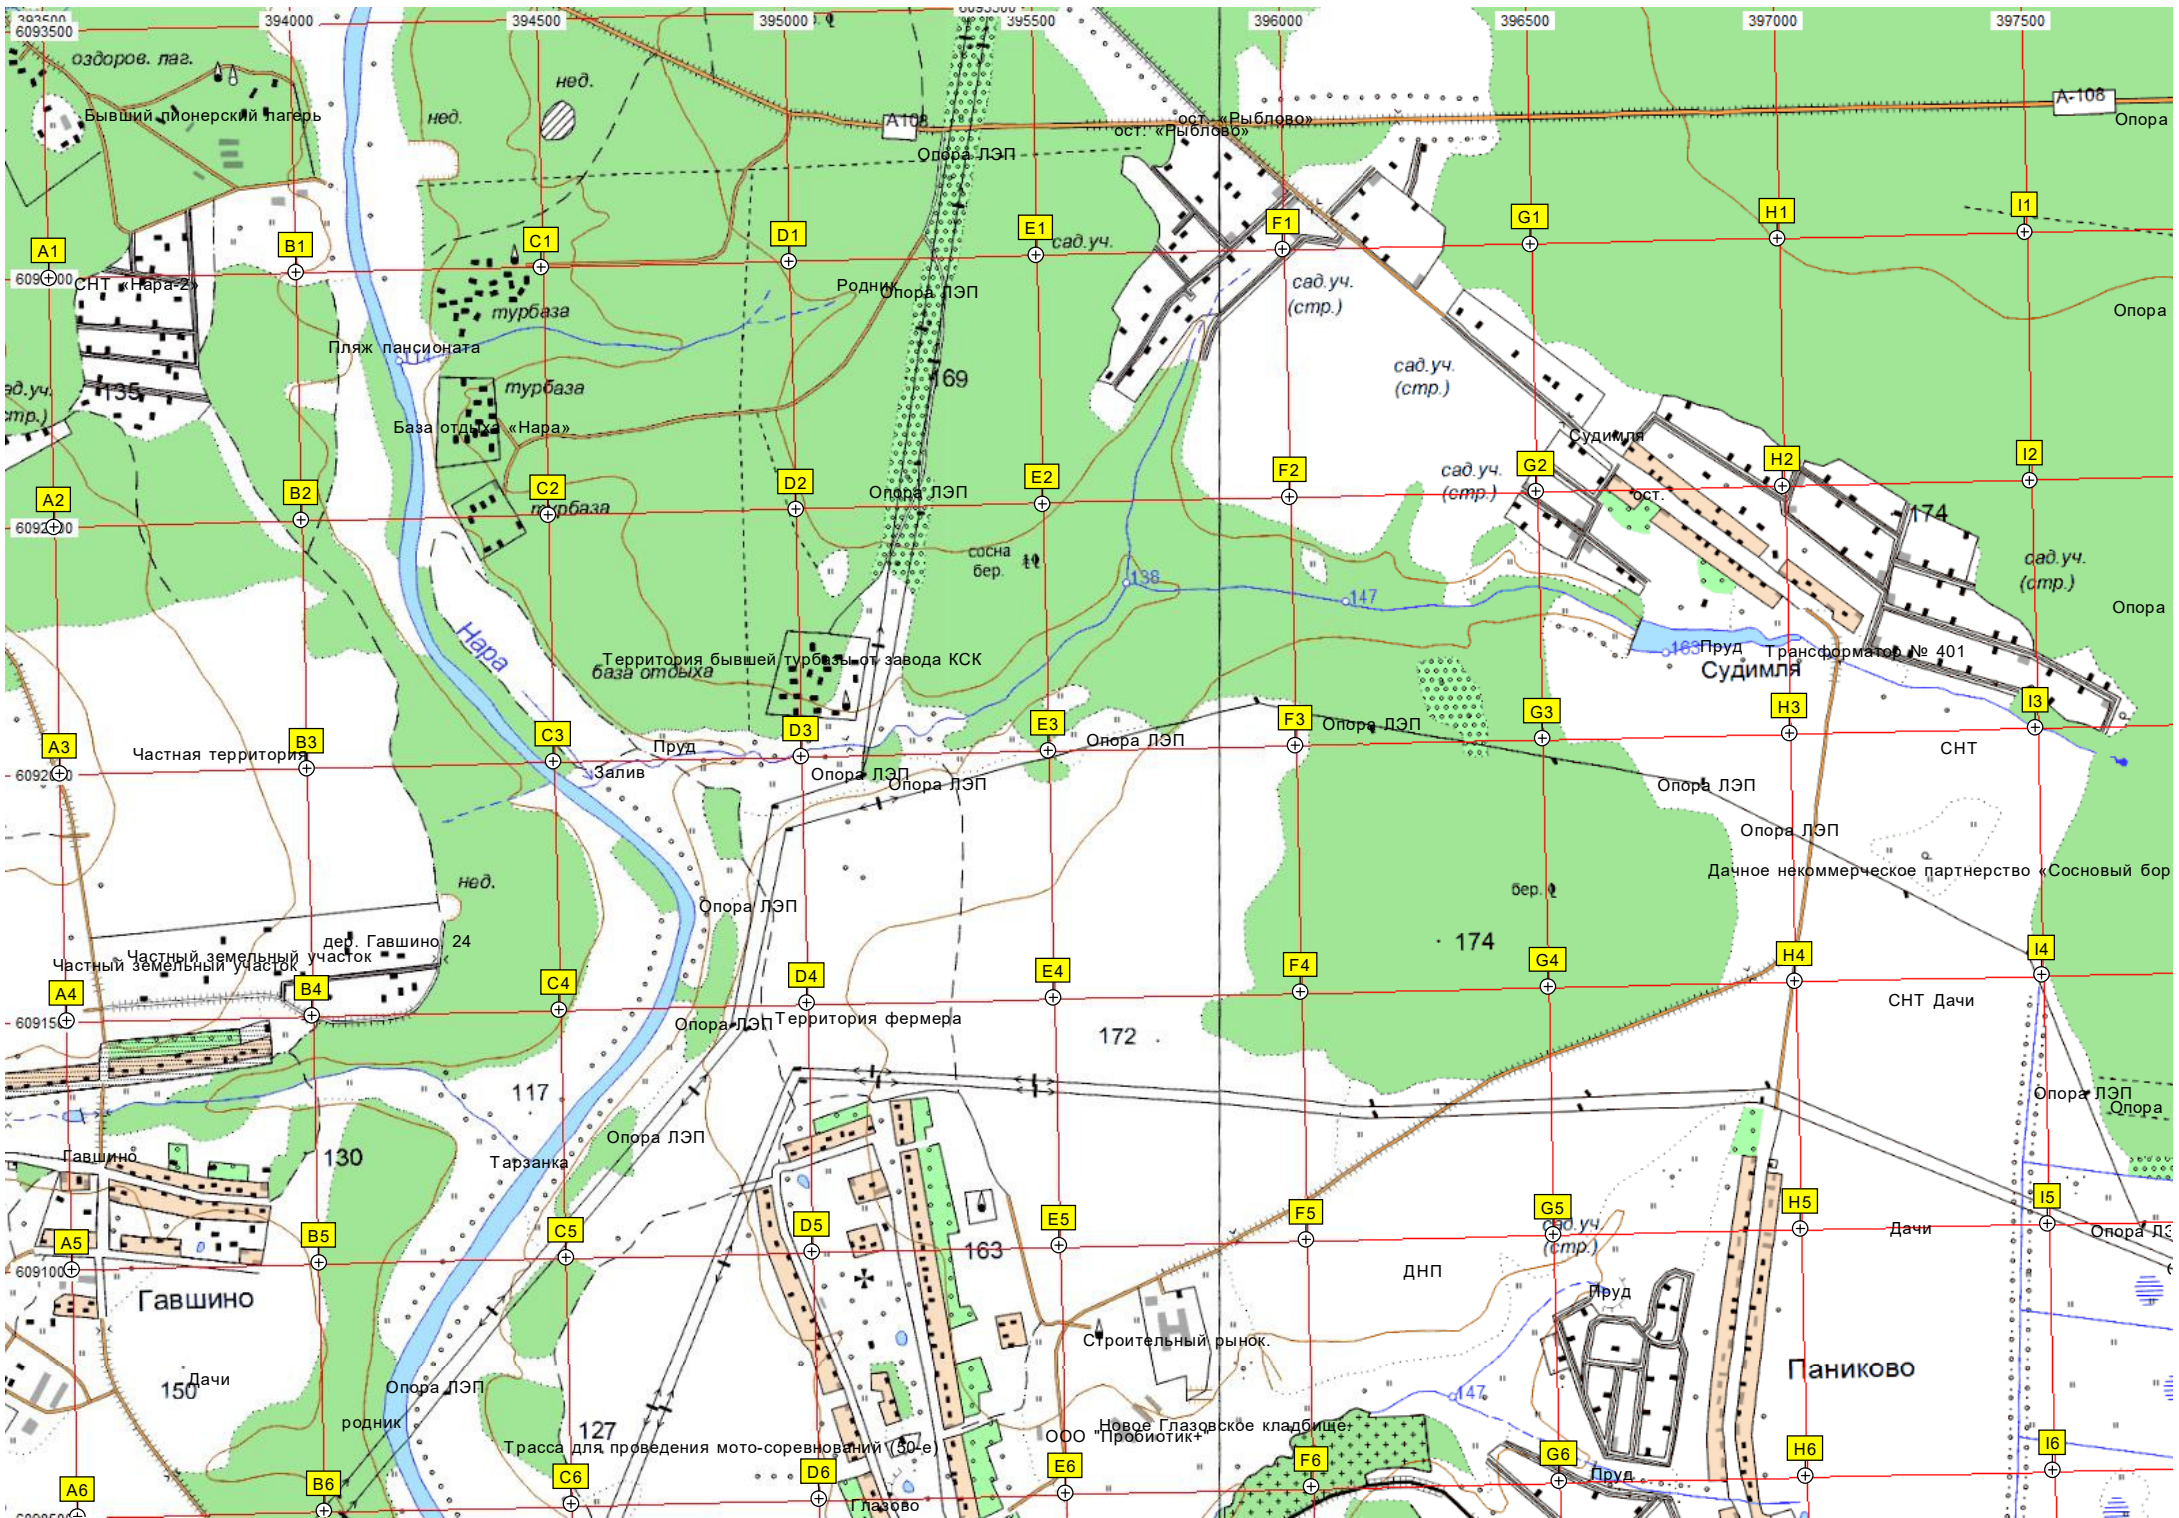 393500
394000
394500
395000
395500
396000
396500
397000
397500
6093500
оздоров. лаг.
Бывший пионерский лагерь
нед.
нед.
А108
А-108
ост. «Рыблово»
ост. «Рыблово»
Опора
Опора ЛЭП
A1
B1
C1
D1
E1
F1
G1
H1
I1
сад.уч.
СНТ «Нара-2»
турбаза
Родник
Опора ЛЭП
сад.уч.
(стр.)
Опора
Пляж пансионата
114
135
турбаза
169
сад.уч.
(стр.)
База отдыха «Нара»
Судимля
A2
B2
C2
D2
E2
F2
G2
H2
I2
турбаза
Опора ЛЭП
сад.уч.
(стр.)
ост.
174
сосна
бер.
138
147
сад.уч.
(стр.)
Опора
Нара
Территория бывшей турбазы от завода КСК
база отдыха
163
Пруд
Трансформатор № 401
Судимля
A3
B3
C3
D3
E3
F3
G3
H3
I3
Частная территория
Пруд
Залив
Опора ЛЭП
Опора ЛЭП
Опора ЛЭП
Опора ЛЭП
СНТ
Опора ЛЭП
Опора ЛЭП
нед.
Опора ЛЭП
бер.
Дачное некоммерческое партнерство «Сосновый бор
174
дер. Гавшино, 24
Частный земельный участок
Частный земельный участок
A4
B4
C4
D4
E4
F4
G4
H4
I4
Опора ЛЭП
Территория фермера
172
СНТ Дачи
117
Опора ЛЭП
Опора
Опора ЛЭП
Гавшино
130
Тарзанка
A5
B5
C5
D5
E5
F5
G5
H5
I5
163
сад.уч.
(стр.)
Дачи
Опора ЛЭ
ДНП
Гавшино
Пруд
Строительный рынок.
150
Дачи
Опора ЛЭП
родник
127
Трасса для проведения мото-соревнований (50-е)
147
Паниково
Новое Глазовское кладбище
ООО "Пробиотик+"
A6
B6
C6
D6
E6
F6
G6
H6
I6
Пруд
Глазово